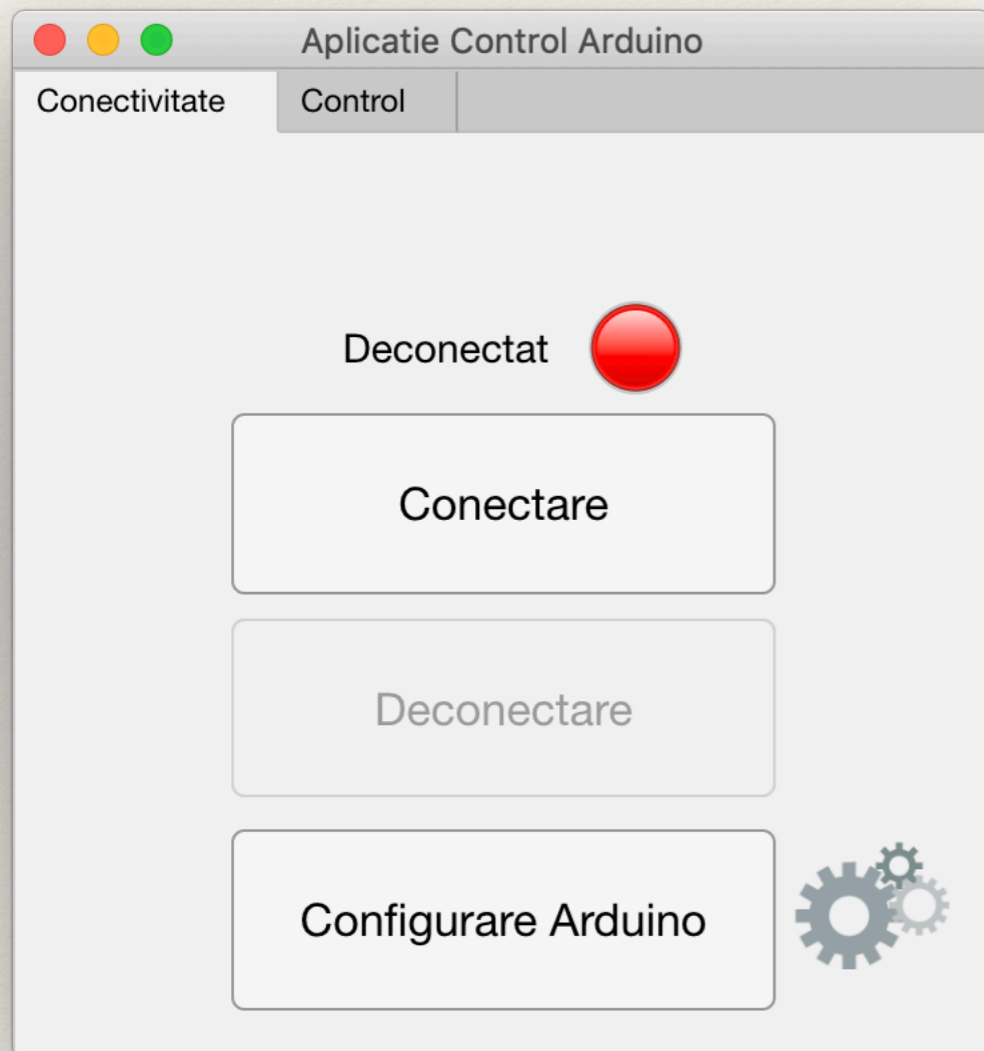 Aplicatie Control Arduino
Conectivitate Control
Deconectat
Conectare
Deconectare
Configurare Arduino